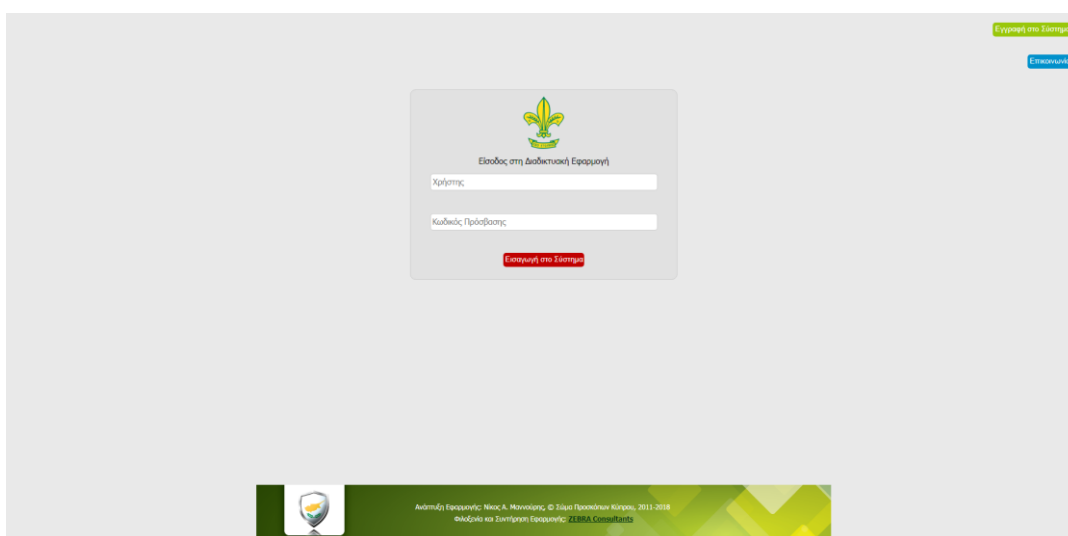 Εγγραφή στο Σύστημα
Επικοινωνία
Είσοδος στη Διαδικτυακή Εφαρμογή
Χρήστης
Κωδικός Πρόσβασης
Εισαγωγή στο Σύστημα
Ανάπτυξη Εφαρμογής: Νίκος Α. Μαννούρης, © Σώμα Προσκόπων Κύπρου, 2011-2018
Φιλοξενία και Συντήρηση Εφαρμογής: ZEBRA Consultants